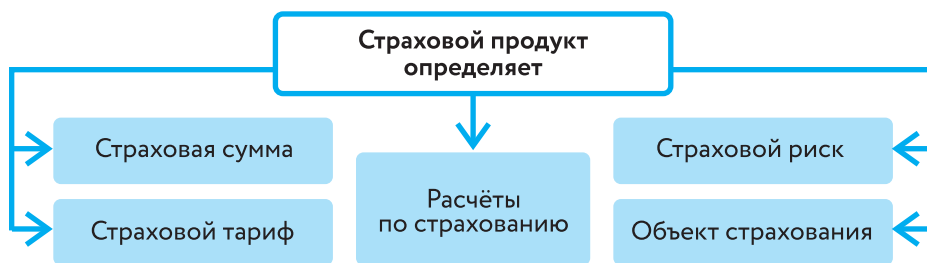 Страховой продукт
определяет
Страховая сумма
Страховой тариф
Расчёты
по страхованию
Страховой риск
Объект страхования